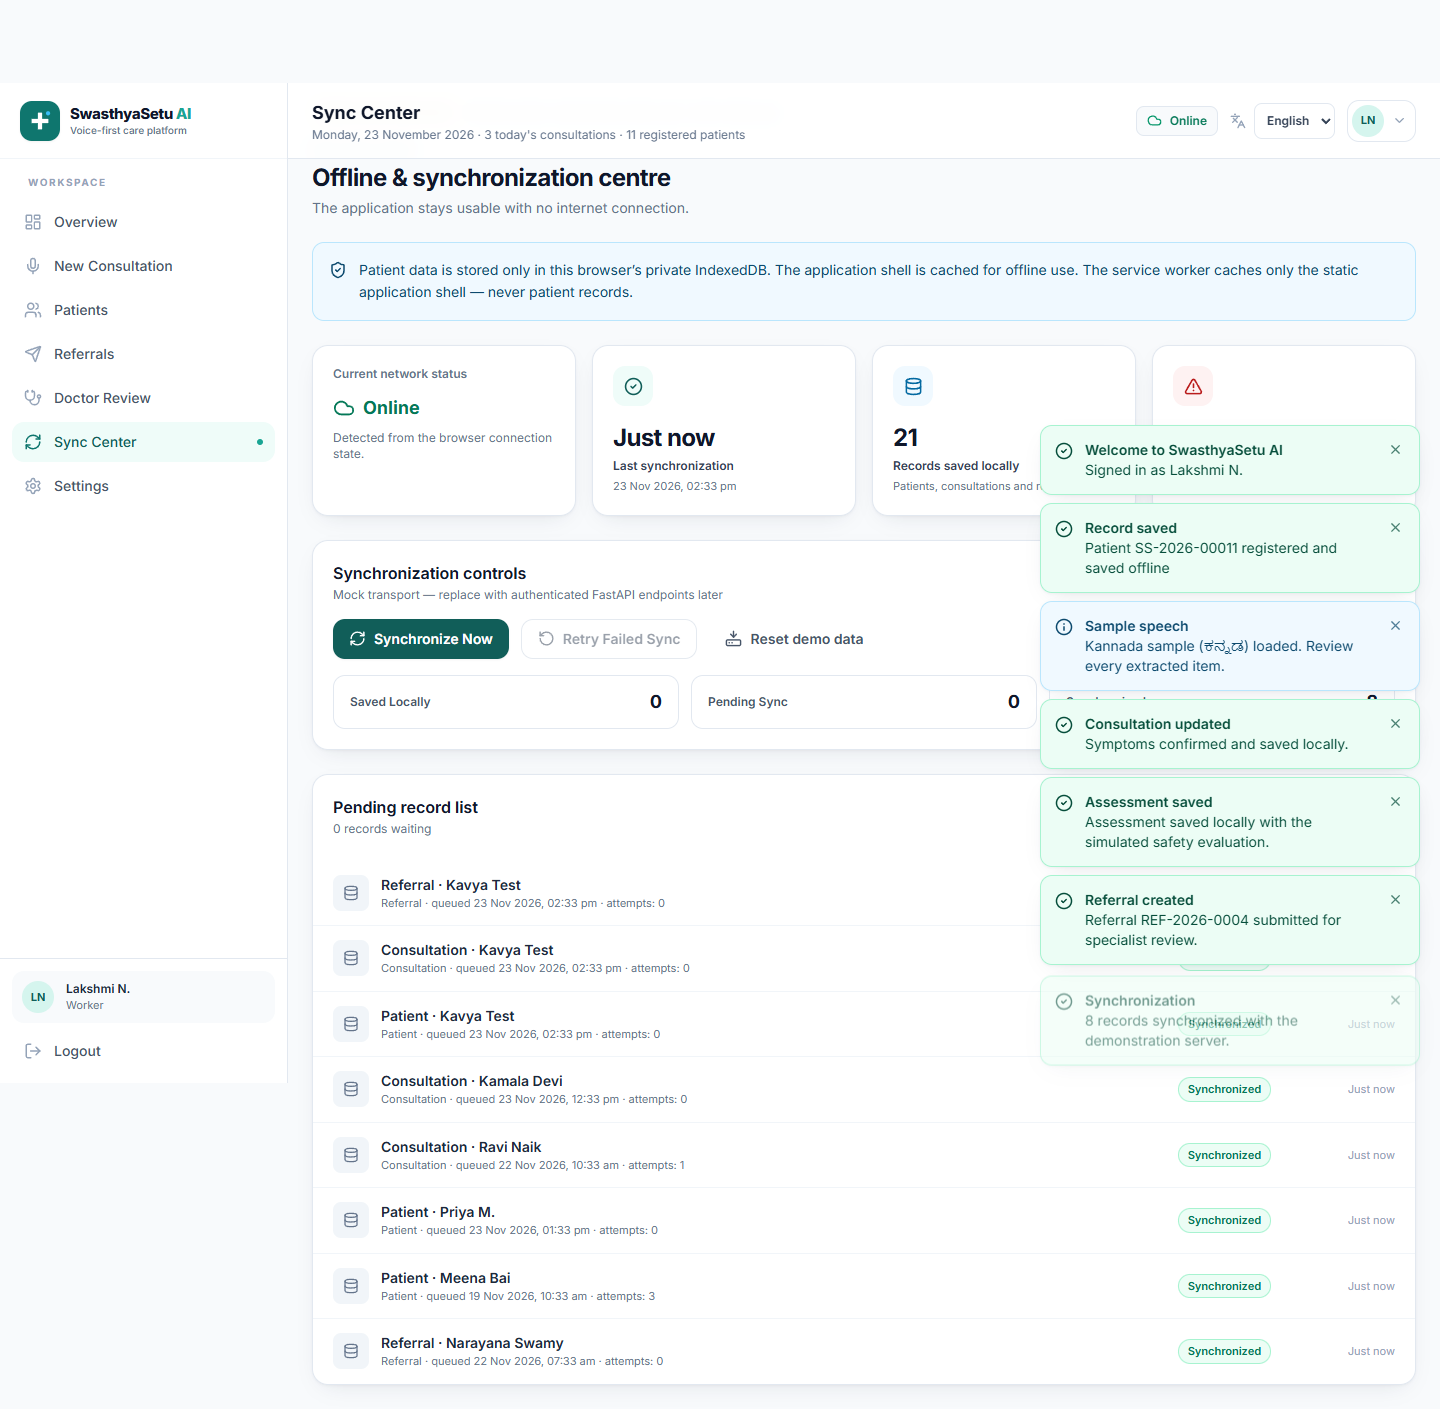 SwasthyaSetu AI
Voice-first care platform
Sync Center
Monday, 23 November 2026 · 3 today's consultations · 11 registered patients
Online
English
LN
WORKSPACE
Overview
New Consultation
Patients
Referrals
Doctor Review
Sync Center
Settings
Lakshmi N.
Worker
LN
Logout
Offline & synchronization centre
The application stays usable with no internet connection.
Patient data is stored only in this browser's private IndexedDB. The application shell is cached for offline use. The service worker caches only the static
application shell — never patient records.
Current network status
Online
Detected from the browser connection
state.
Just now
Last synchronization
23 Nov 2026, 02:33 pm
21
Records saved locally
Patients, consultations and
Synchronization controls
Mock transport — replace with authenticated FastAPI endpoints later
Synchronize Now
Retry Failed Sync
Reset demo data
Saved Locally
0
Pending Sync
0
Pending record list
0 records waiting
Referral · Kavya Test
Referral · queued 23 Nov 2026, 02:33 pm · attempts: 0
Consultation · Kavya Test
Consultation · queued 23 Nov 2026, 02:33 pm · attempts: 0
Patient · Kavya Test
Patient · queued 23 Nov 2026, 02:33 pm · attempts: 0
Synchronized
Just now
Consultation · Kamala Devi
Consultation · queued 23 Nov 2026, 12:33 pm · attempts: 0
Synchronized
Just now
Consultation · Ravi Naik
Consultation · queued 22 Nov 2026, 10:33 am · attempts: 1
Synchronized
Just now
Patient · Priya M.
Patient · queued 23 Nov 2026, 01:33 pm · attempts: 0
Synchronized
Just now
Patient · Meena Bai
Patient · queued 19 Nov 2026, 10:33 am · attempts: 3
Synchronized
Just now
Referral · Narayana Swamy
Referral · queued 22 Nov 2026, 07:33 am · attempts: 0
Synchronized
Just now
Welcome to SwasthyaSetu AI
Signed in as Lakshmi N.
Record saved
Patient SS-2026-00011 registered and
saved offline
Sample speech
Kannada sample (ಕನ್ನಡ) loaded. Review
every extracted item.
Consultation updated
Symptoms confirmed and saved locally.
Assessment saved
Assessment saved locally with the
simulated safety evaluation.
Referral created
Referral REF-2026-0004 submitted for
specialist review.
Synchronization
8 records synchronized with the
demonstration server.